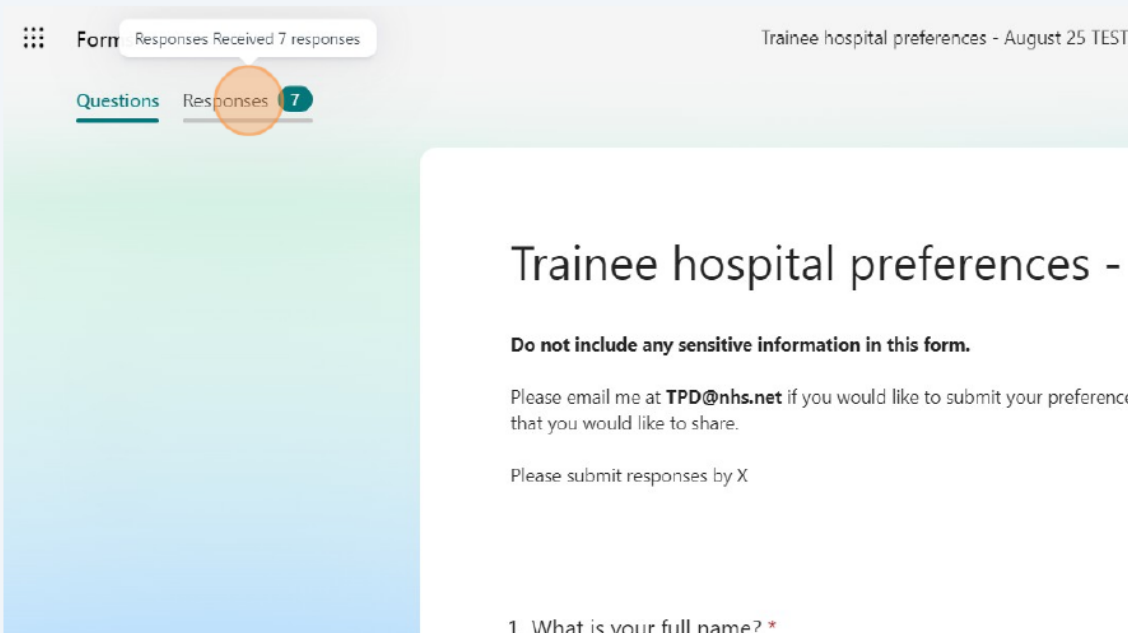 Form
Responses Received 7 responses
Trainee hospital preferences - August 25 TEST
Questions
Responses 7
Trainee hospital preferences -
Do not include any sensitive information in this form.
Please email me at TPD@nhs.net if you would like to submit your preference
that you would like to share.
Please submit responses by X
1. What is your full name? *